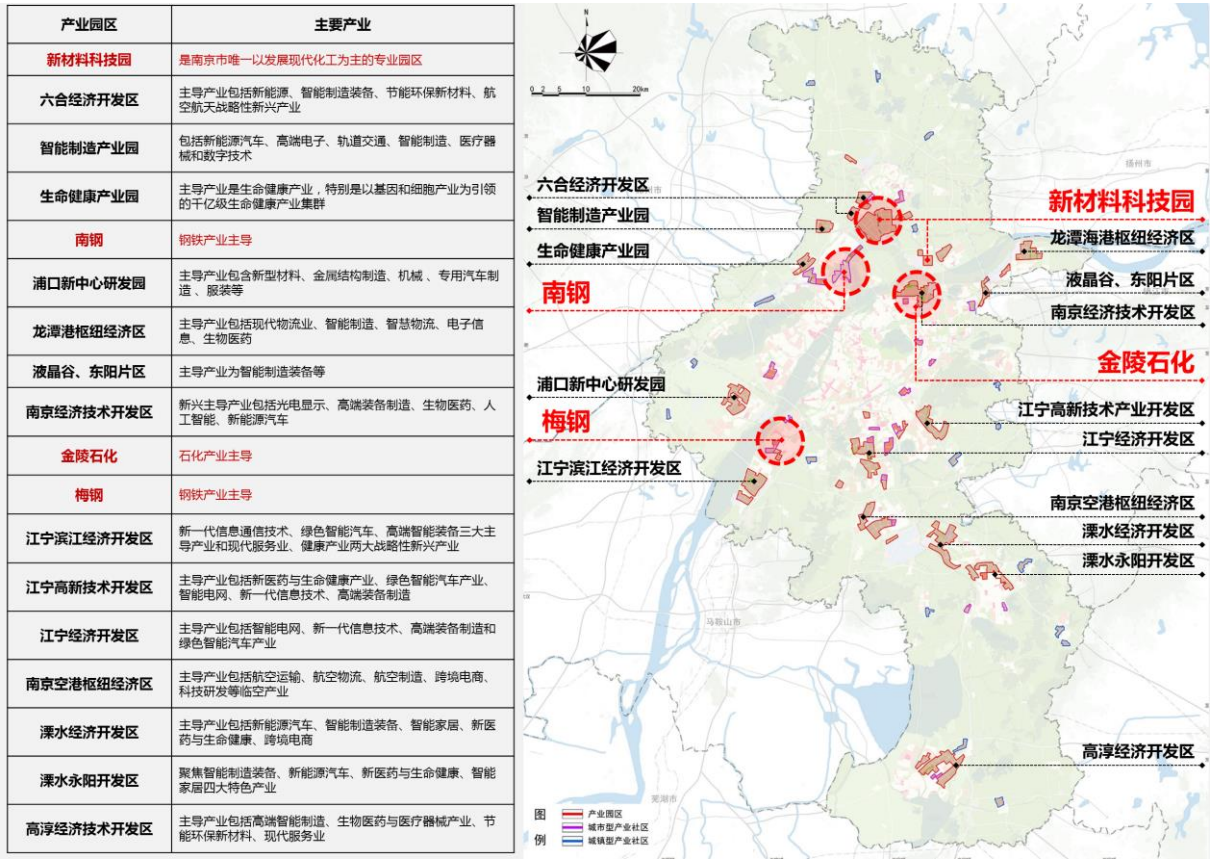 产业园区 主要产业
新材料科技园 是南京市唯一以发展现代化工为主的专业园区
六合经济开发区 主导产业包括新能源、智能制造装备、节能环保新材料、航
空航天战略性新兴产业
智能制造产业园 包括新能源汽车、高端电子、轨道交通、智能制造、医疗器
械和数字技术
生命健康产业园 主导产业是生命健康产业，特别是以基因和细胞产业为引领
的千亿级生命健康产业集群
南钢 钢铁产业主导
浦口新中心研发园 主导产业包含新型材料、金属结构制造、机械 、专用汽车制
造 、服装等
龙潭港枢纽经济区 主导产业包括现代物流业、智能制造、智慧物流、电子信
息、生物医药
液晶谷、东阳片区 主导产业为智能制造装备等
南京经济技术开发区 新兴主导产业包括光电显示、高端装备制造、生物医药、人
工智能、新能源汽车
金陵石化 石化产业主导
梅钢 钢铁产业主导
江宁滨江经济开发区 新一代信息通信技术、绿色智能汽车、高端智能装备三大主
导产业和现代服务业、健康产业两大战略性新兴产业
江宁高新技术开发区 主导产业包括新医药与生命健康产业、绿色智能汽车产业、
智能电网、新一代信息技术、高端装备制造
江宁经济开发区 主导产业包括智能电网、新一代信息技术、高端装备制造和
绿色智能汽车产业
南京空港枢纽经济区 主导产业包括航空运输、航空物流、航空制造、跨境电商、
科技研发等临空产业
溧水经济开发区 主导产业包括新能源汽车、智能制造装备、智能家居、新医
药与生命健康、跨境电商
溧水永阳开发区 聚焦智能制造装备、新能源汽车、新医药与生命健康、智能
家居四大特色产业
高淳经济技术开发区 主导产业包括高端智能制造、生物医药与医疗器械产业、节
能环保新材料、现代服务业
N
0 2 5 10 20km
扬州市
六合经济开发区
智能制造产业园
生命健康产业园
南钢
浦口新中心研发园
梅钢
江宁滨江经济开发区
新材料科技园
龙潭海港枢纽经济区
液晶谷、东阳片区
南京经济技术开发区
金陵石化
江宁高新技术产业开发区
江宁经济开发区
南京空港枢纽经济区
溧水经济开发区
溧水永阳开发区
高淳经济开发区
马鞍山市
芜湖市
图例
产业园区
城市型产业社区
城镇型产业社区